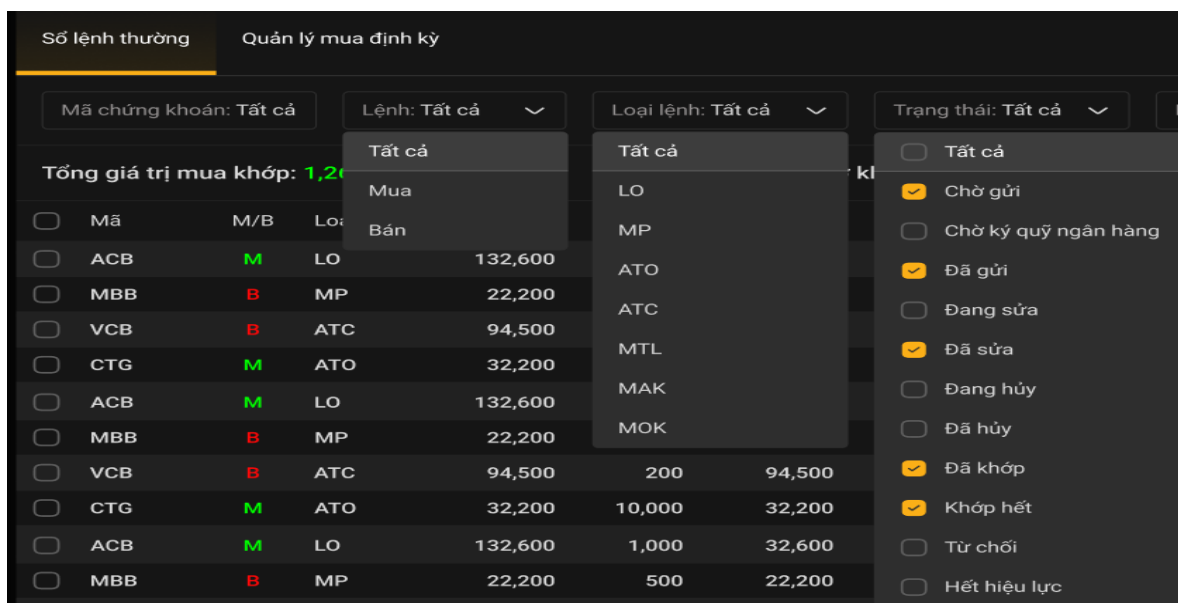 Sổ lệnh thường Quản lý mua định kỳ
Mã chứng khoán: Tất cả Lệnh: Tất cả Loại lệnh: Tất cả Trạng thái: Tất cả
Tất cả Tất cả Tất cả
Tổng giá trị mua khớp: 1,26
Mua LO Chờ gửi
Mã M/B Loạ Bán MP Chờ ký quỹ ngân hàng
ACB M LO 132,600 ATO Đã gửi
MBB B MP 22,200 ATC Đang sửa
VCB B ATC 94,500 MTL Đã sửa
CTG M ATO 32,200 MAK Đang hủy
ACB M LO 132,600 MOK Đã hủy
MBB B MP 22,200
VCB B ATC 94,500 200 94,500 Đã khớp
CTG M ATO 32,200 10,000 32,200 Khớp hết
ACB M LO 132,600 1,000 32,600 Từ chối
MBB B MP 22,200 500 22,200 Hết hiệu lực